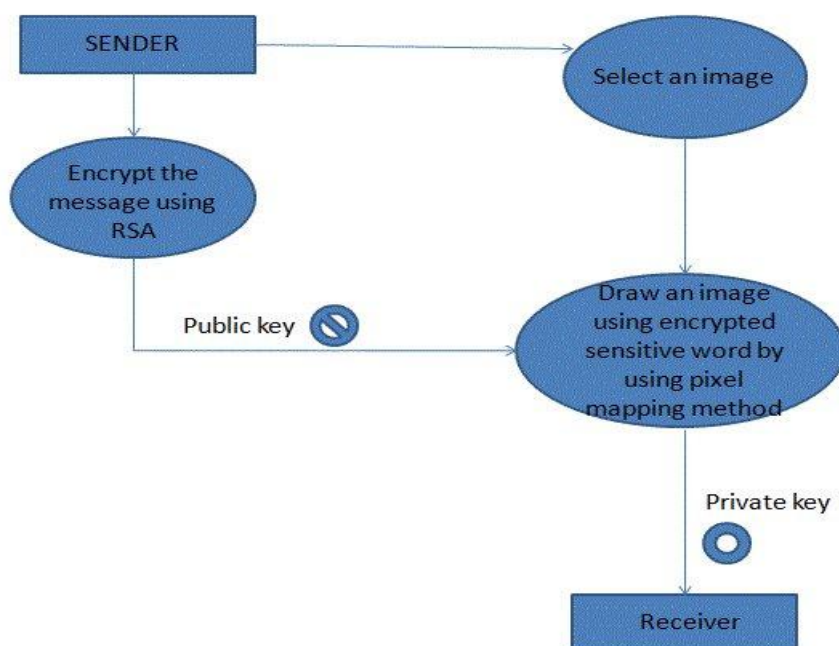 SENDER
Select an image
Encrypt the
message using
RSA
Public key
Draw an image
using encrypted
sensitive word by
using pixel
mapping method
Private key
Receiver